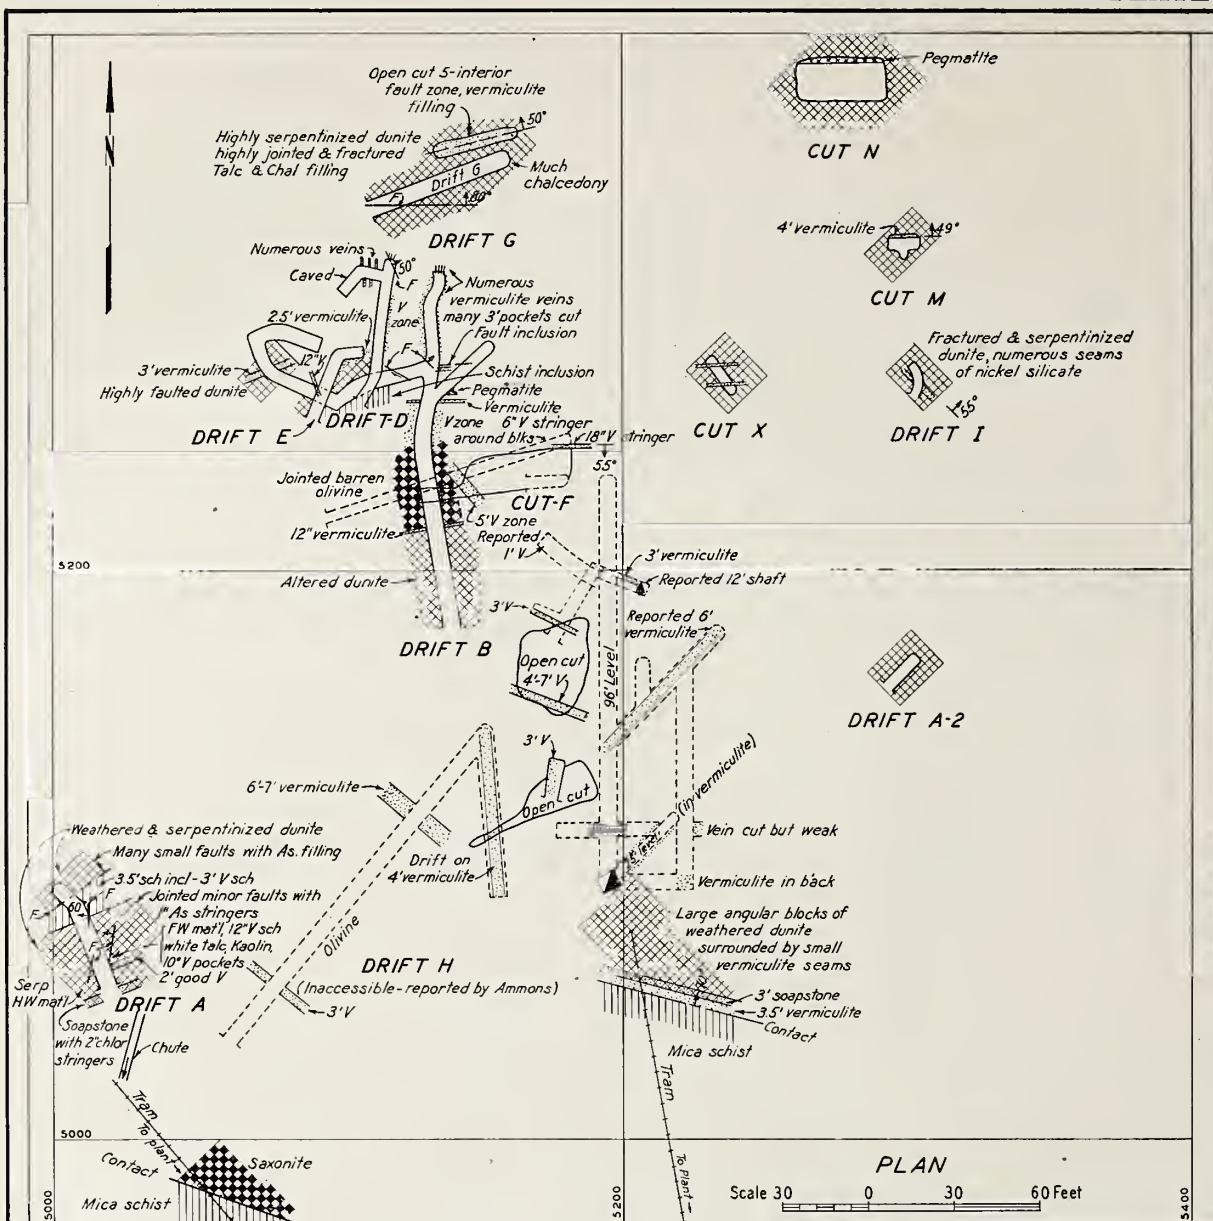 Open cut 5-interior
fault zone, vermiculite
filling
50°
Highly serpentinized dunite
highly jointed & fractured
Talc & Chal filling
Drift G
Much
chalcedony
F
80°
DRIFT G
N
Pegmatite
CUT N
4' vermiculite
49°
CUT M
Numerous veins
Caved
50°
F
V
zone
Numerous
vermiculite veins
many 3' pockets cut
Fault inclusion
2.5' vermiculite
F
12"V
3' vermiculite
Highly faulted dunite
Schist inclusion
Pegmatite
Vermiculite
DRIFT-D
DRIFT E
V zone
6" V stringer
around blks
18" V stringer
55°
CUT X
Fractured & serpentinized
dunite, numerous seams
of nickel silicate
55°
DRIFT I
Jointed barren
olivine
CUT-F
12" vermiculite
5'V zone
Reported
1' V
5200
Altered dunite
3' vermiculite
Reported 12' shaft
3'V
Reported 6'
vermiculite
DRIFT B
Open cut
4'-7' V
96' Level
DRIFT A-2
3' V
Open cut
6'-7' vermiculite
(in vermiculite)
level
Vein cut but weak
Drift on
4' vermiculite
Vermiculite in back
Weathered & serpentinized dunite
Many small faults with As. filling
3.5' sch incl-3' V sch
Jointed minor faults with
" As stringers
FW mat'l, 12"V sch
white talc, Kaolin,
10" V pockets
2' good V
F
60°
F
F
Serp
HW mat'l
DRIFT A
Soapstone
with 2" chlor
stringers
Chute
Olivine
DRIFT H
(Inaccessible-reported by Ammons)
3'V
Large angular blocks of
weathered dunite
surrounded by small
vermiculite seams
3' soapstone
3.5' vermiculite
Contact
Mica schist
Tram
To Plant
Tram
To plant
5000
Contact
Saxonite
Mica schist
PLAN
Scale 30 0 30 60 Feet
5000
5200
5400